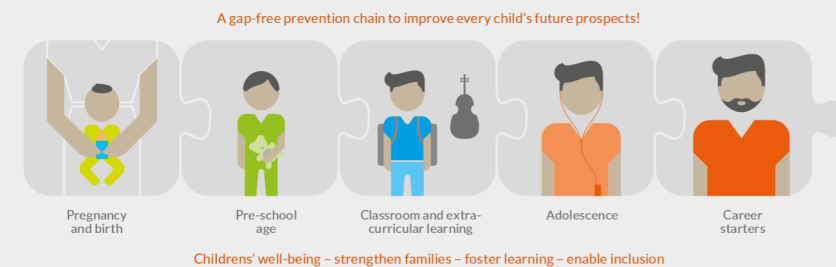 A gap-free prevention chain to improve every child's future prospects!
Pregnancy
and birth
Pre-school
age
Classroom and extra-
curricular learning
Adolescence
Career
starters
Childrens' well-being – strengthen families – foster learning – enable inclusion